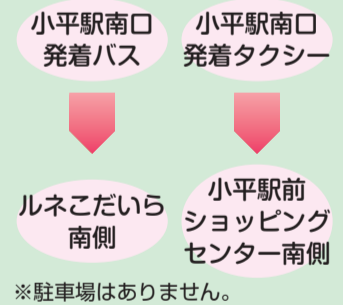 小平駅南口
発着バス
小平駅南口
発着タクシー
ルネこだいら
南側
小平駅前
ショッピング
センター南側
※駐車場はありません。